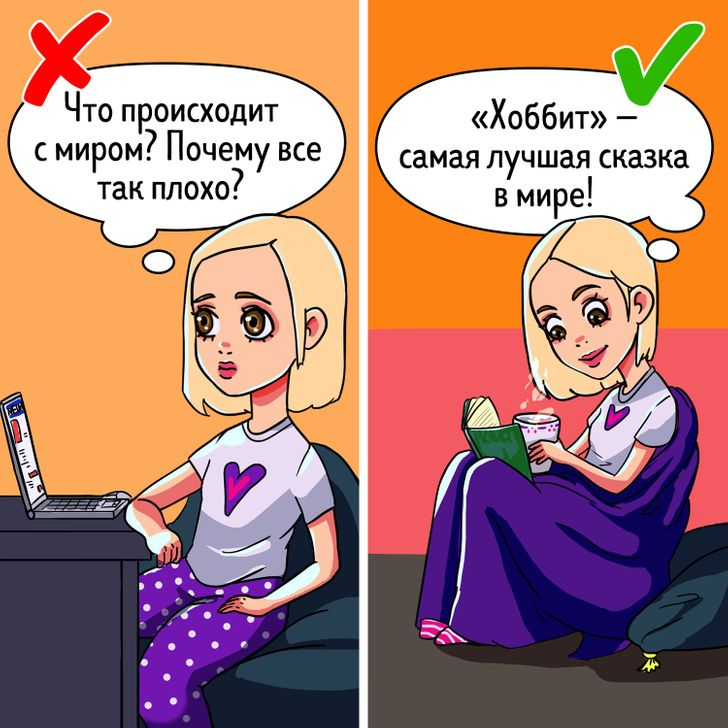 Что происходит
с миром? Почему все
так плохо?
«Хоббит» –
самая лучшая сказка
в мире!